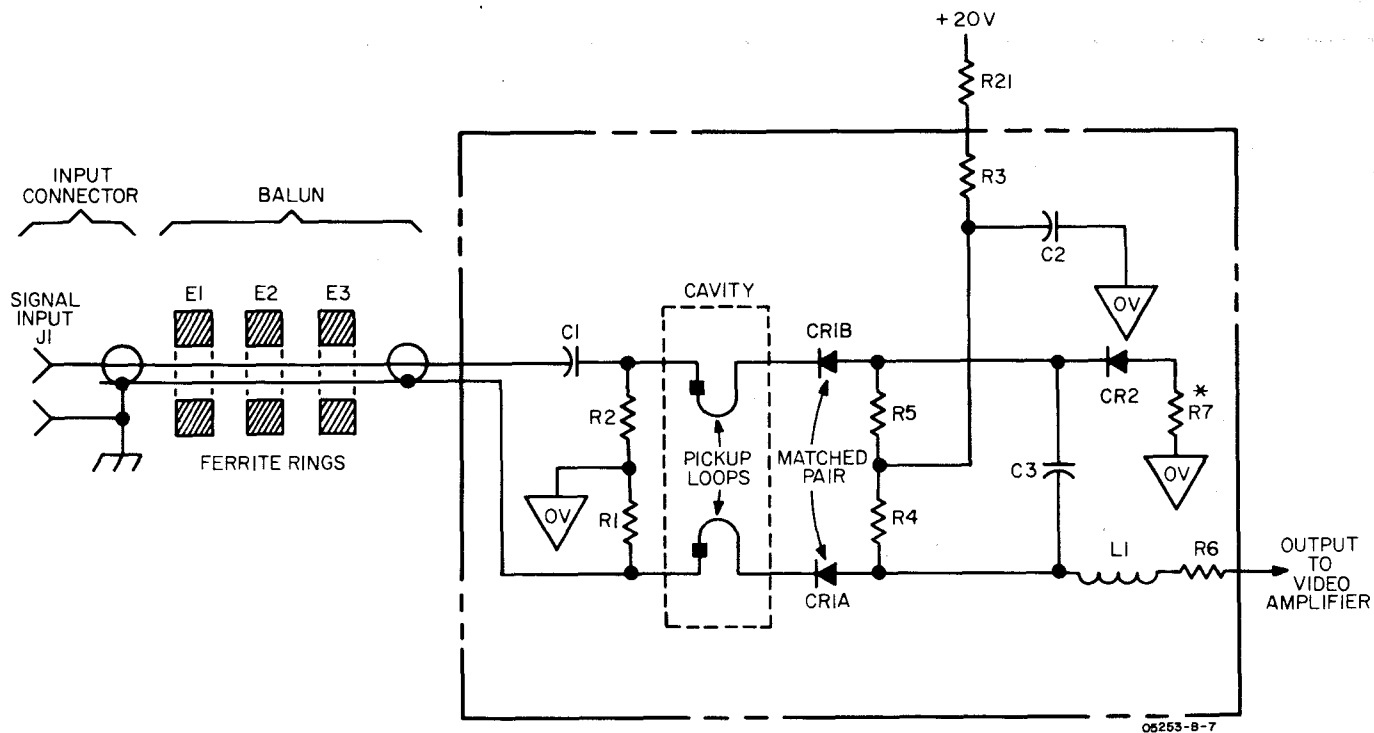 +20V
R21
R3
INPUT
CONNECTOR
BALUN
C2
E1
E2
E3
CAVITY
SIGNAL
INPUT
J1
C1
CR1B
0V
CR2
*
R7
R2
R5
PICKUP
LOOPS
MATCHED
PAIR
FERRITE RINGS
C3
0V
0V
R1
R4
L1
R6
OUTPUT
TO
VIDEO
AMPLIFIER
CR1A
05253-B-7